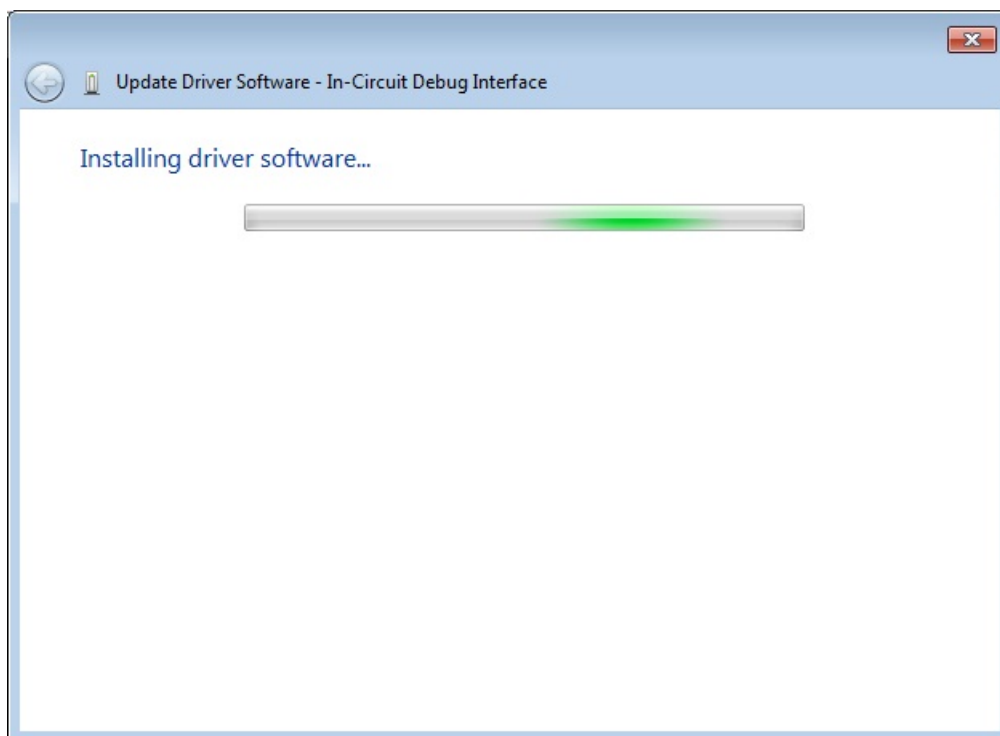 Update Driver Software - In-Circuit Debug Interface
Installing driver software...